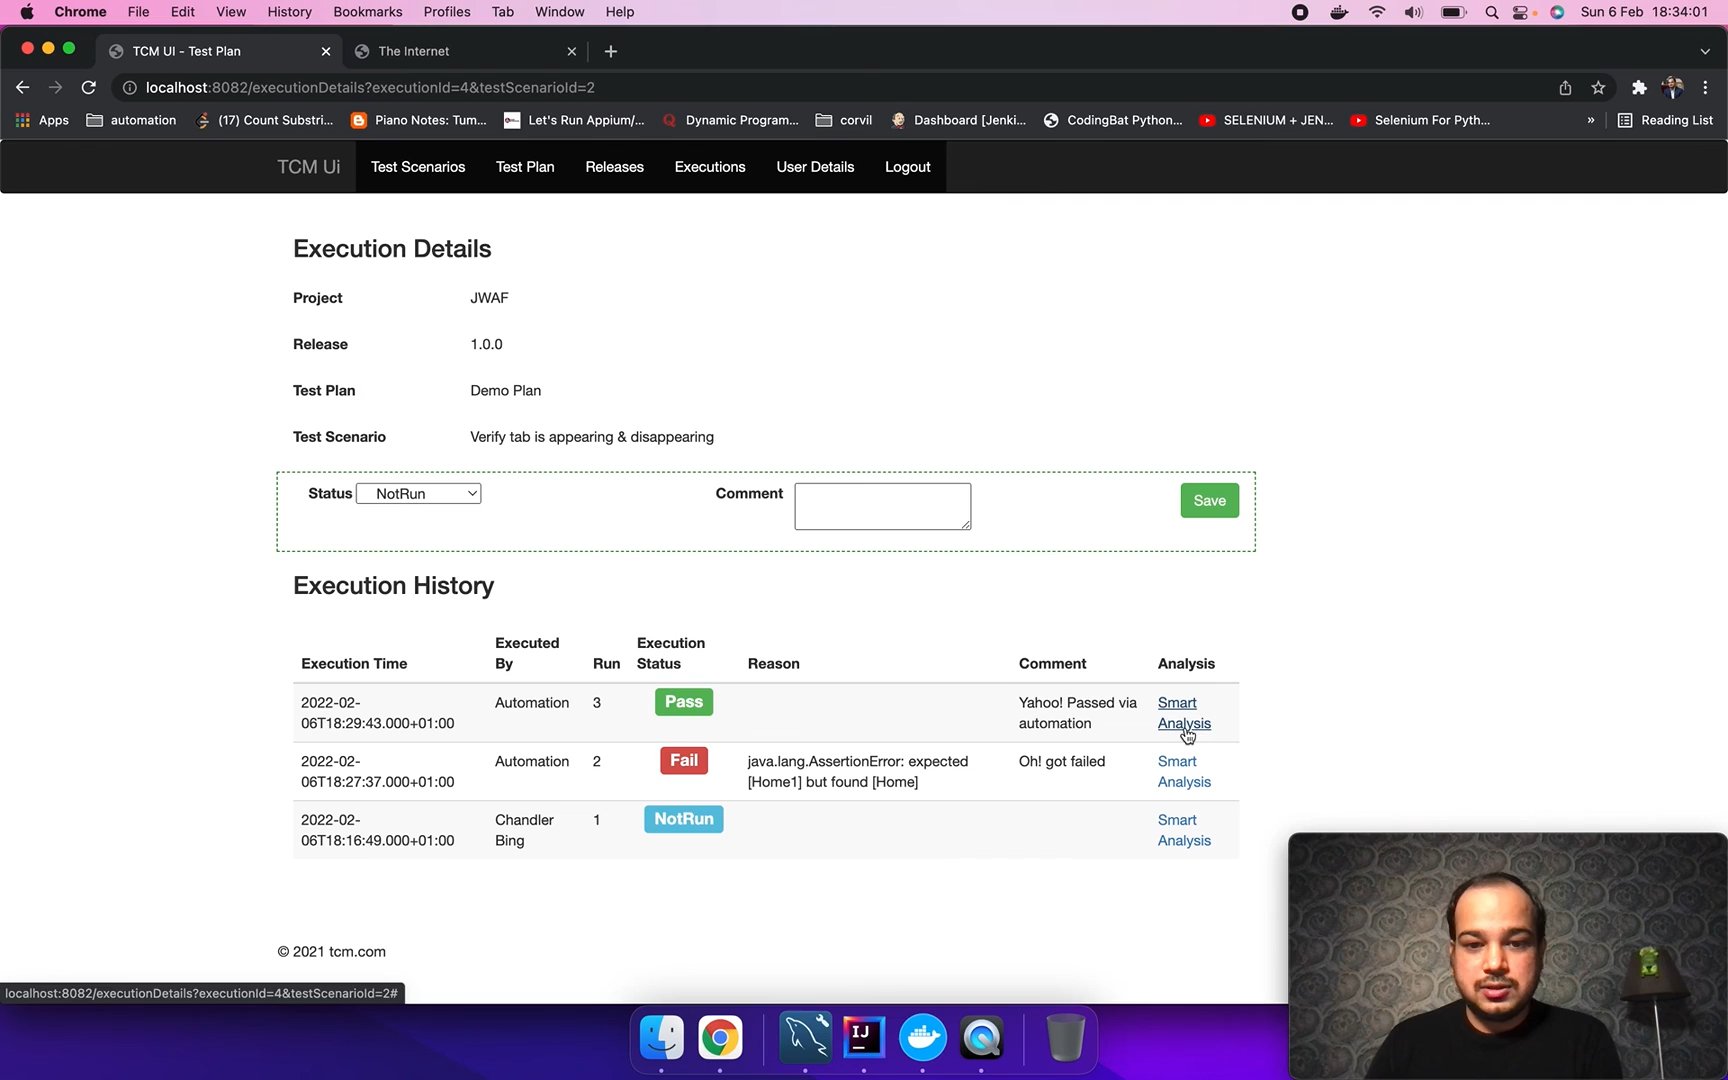 Chrome File Edit View History Bookmarks Profiles Tab Window Help Sun 6 Feb 18:34:01
TCM UI - Test Plan
The Internet
localhost:8082/executionDetails?executionId=4&testScenarioId=2
Apps automation (17) Count Substri... Piano Notes: Tum... Let's Run Appium/... Dynamic Program... corvil Dashboard [Jenki... CodingBat Python... SELENIUM + JEN... Selenium For Pyth... » Reading List
TCM Ui Test Scenarios Test Plan Releases Executions User Details Logout
Execution Details
Project JWAF
Release 1.0.0
Test Plan Demo Plan
Test Scenario Verify tab is appearing & disappearing
Status NotRun Comment Save
Execution History
Executed Execution
Execution Time By Run Status Reason Comment Analysis
2022-02- Automation 3 Pass Yahoo! Passed via Smart
06T18:29:43.000+01:00 automation Analysis
2022-02- Automation 2 Fail java.lang.AssertionError: expected Oh! got failed Smart
06T18:27:37.000+01:00 [Home1] but found [Home] Analysis
2022-02- Chandler 1 NotRun Smart
06T18:16:49.000+01:00 Bing Analysis
© 2021 tcm.com
localhost:8082/executionDetails?executionId=4&testScenarioId=2#
IJ